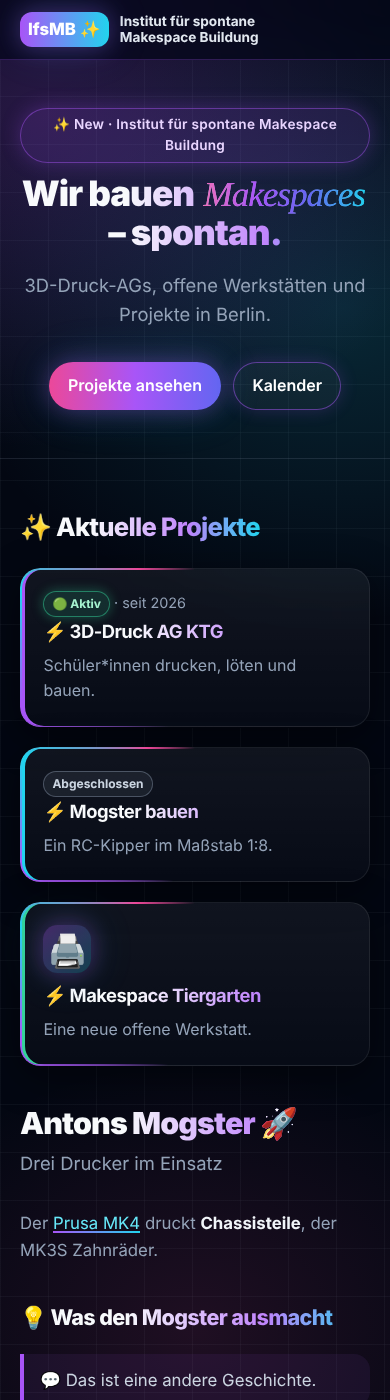 IfsMB ✨
Institut für spontane
Makespace Buildung
✨ New · Institut für spontane Makespace
Buildung
Wir bauen Makespaces
– spontan.
3D-Druck-AGs, offene Werkstätten und
Projekte in Berlin.
Projekte ansehen
Kalender
✨ Aktuelle Projekte
🟢 Aktiv · seit 2026
⚡ 3D-Druck AG KTG
Schüler*innen drucken, löten und
bauen.
Abgeschlossen
⚡ Mogster bauen
Ein RC-Kipper im Maßstab 1:8.
⚡ Makespace Tiergarten
Eine neue offene Werkstatt.
Antons Mogster 🚀
Drei Drucker im Einsatz
Der Prusa MK4 druckt Chassisteile, der
MK3S Zahnräder.
💡 Was den Mogster ausmacht
💬 Das ist eine andere Geschichte.